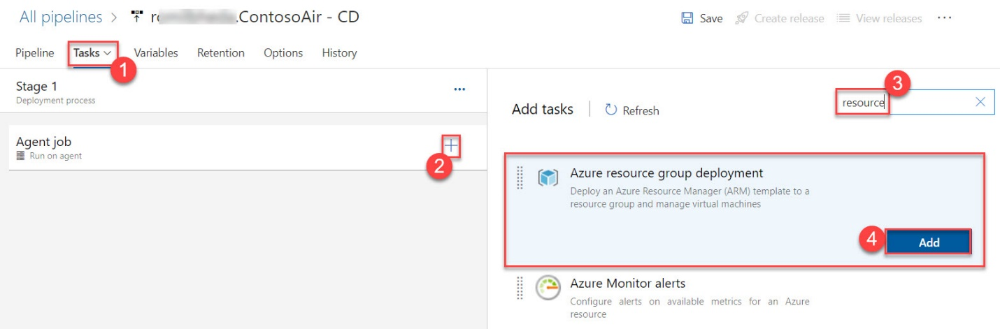 All pipelines > .ContosoAir - CD
Save Create release View releases ...
Pipeline Tasks Variables Retention Options History
1
Stage 1
...
Deployment process
Agent job
Run on agent
2
3
Add tasks Refresh
resource
Azure resource group deployment
Deploy an Azure Resource Manager (ARM) template to a
resource group and manage virtual machines
4 Add
Azure Monitor alerts
Configure alerts on available metrics for an Azure
resource